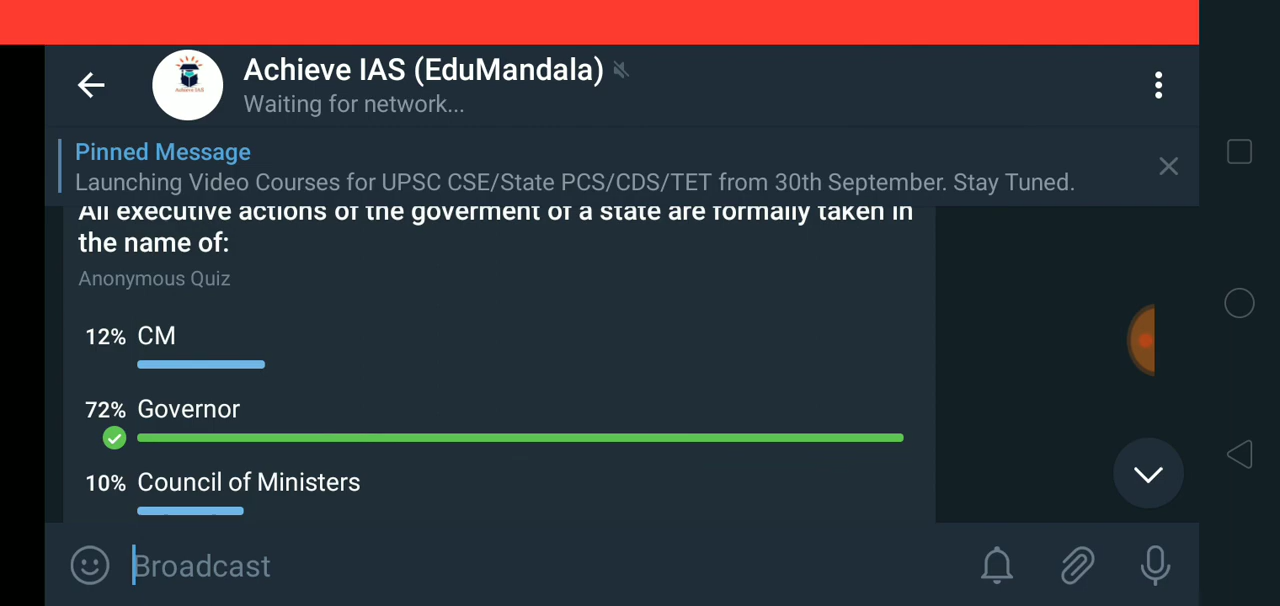 Achieve IAS (EduMandala)
Waiting for network...
Pinned Message
Launching Video Courses for UPSC CSE/State PCS/CDS/TET from 30th September. Stay Tuned.
All executive actions of the goverment of a state are formally taken in
the name of:
Anonymous Quiz
12% CM
72% Governor
10% Council of Ministers
Broadcast